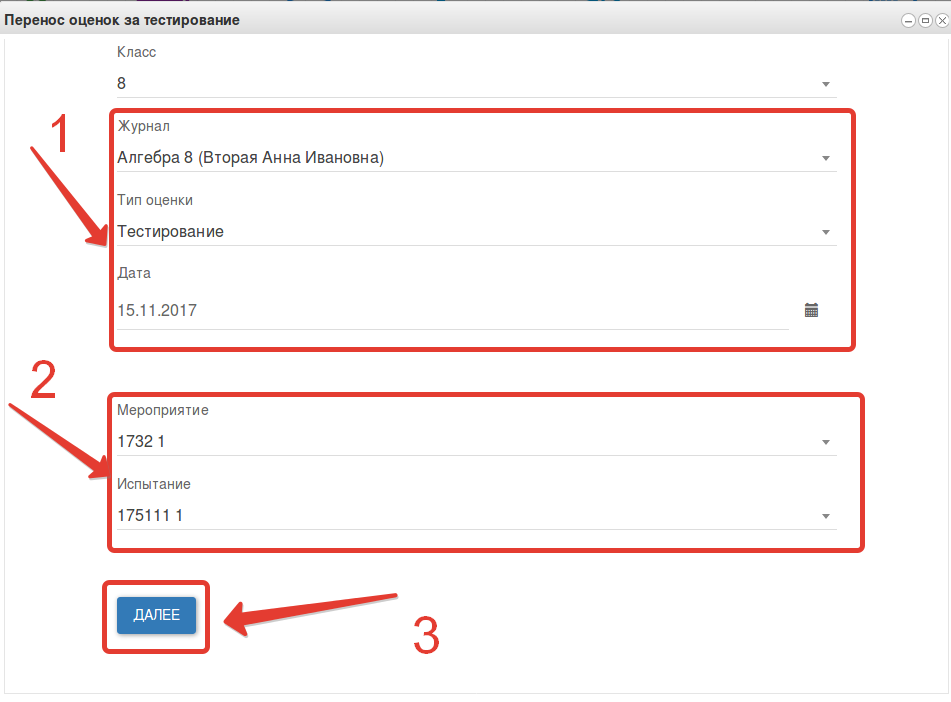 Перенос оценок за тестирование
Класс
8
1
Журнал
Алгебра 8 (Вторая Анна Ивановна)
Тип оценки
Тестирование
Дата
15.11.2017
2
Мероприятие
1732 1
Испытание
175111 1
ДАЛЕЕ
3